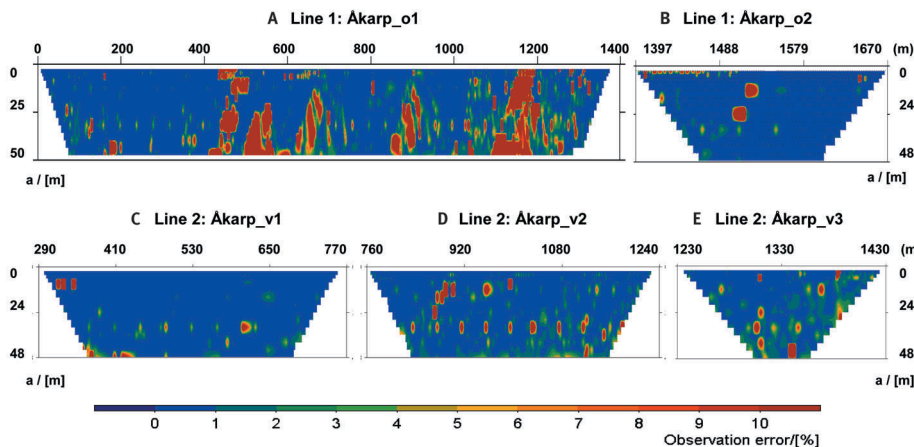 A Line 1: Åkarp_o1
B Line 1: Åkarp_o2
0 200 400 600 800 1000 1200 1400
1397 1488 1579 1670 (m)
0
25
50
a / [m]
0
24
48
a / [m]
C Line 2: Åkarp_v1
D Line 2: Åkarp_v2
E Line 2: Åkarp_v3
290 410 530 650 770
760 920 1080 1240
1230 1330 1430 (m
0
24
48
a / [m]
0
24
48
a / [m]
0 1 2 3 4 5 6 7 8 9 10
Observation error/[%]